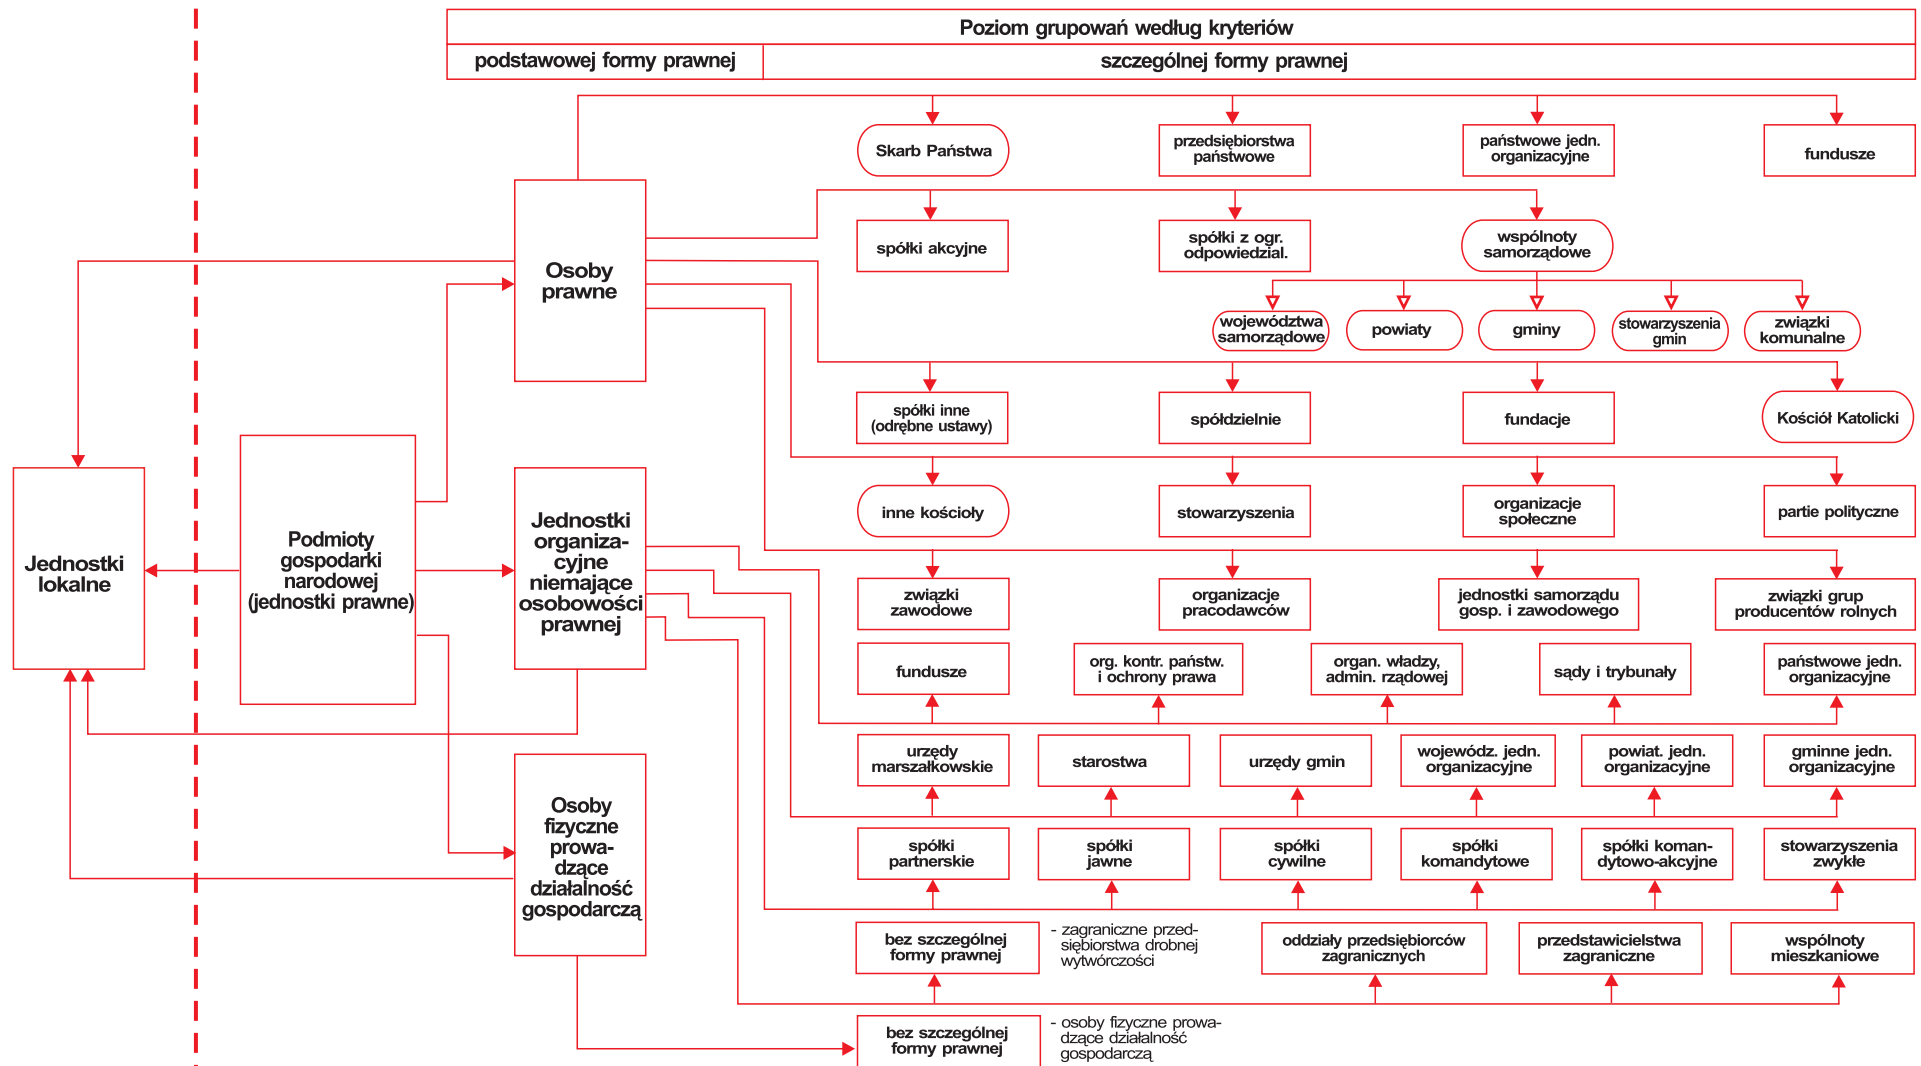 Poziom grupowań według kryteriów
podstawowej formy prawnej
szczególnej formy prawnej
Skarb Państwa
przedsiębiorstwa
państwowe
państwowe jedn.
organizacyjne
fundusze
spółki akcyjne
spółki z ogr.
odpowiedzial.
wspólnoty
samorządowe
Osoby
prawne
województwa
samorządowe
powiaty
gminy
stowarzyszenia
gmin
związki
komunalne
spółki inne
(odrębne ustawy)
spółdzielnie
fundacje
Kościół Katolicki
inne kościoły
stowarzyszenia
organizacje
społeczne
partie polityczne
Jednostki
lokalne
Podmioty
gospodarki
narodowej
(jednostki prawne)
Jednostki
organiza-
cyjne
niemające
osobowości
prawnej
związki
zawodowe
organizacje
pracodawców
jednostki samorządu
gosp. i zawodowego
związki grup
producentów rolnych
fundusze
org. kontr. państw.
i ochrony prawa
organ. władzy,
admin. rządowej
sądy i trybunały
państwowe jedn.
organizacyjne
urzędy
marszałkowskie
starostwa
urzędy gmin
wojewódz. jedn.
organizacyjne
powiat. jedn.
organizacyjne
gminne jedn.
organizacyjne
Osoby
fizyczne
prowa-
dzące
działalność
gospodarczą
spółki
partnerskie
spółki
jawne
spółki
cywilne
spółki
komandytowe
spółki koman-
dytowo-akcyjne
stowarzyszenia
zwykłe
bez szczególnej
formy prawnej
- zagraniczne przed-
siębiorstwa drobnej
wytwórczości
oddziały przedsiębiorców
zagranicznych
przedstawicielstwa
zagraniczne
wspólnoty
mieszkaniowe
bez szczególnej
formy prawnej
- osoby fizyczne prowa-
dzące działalność
gospodarczą